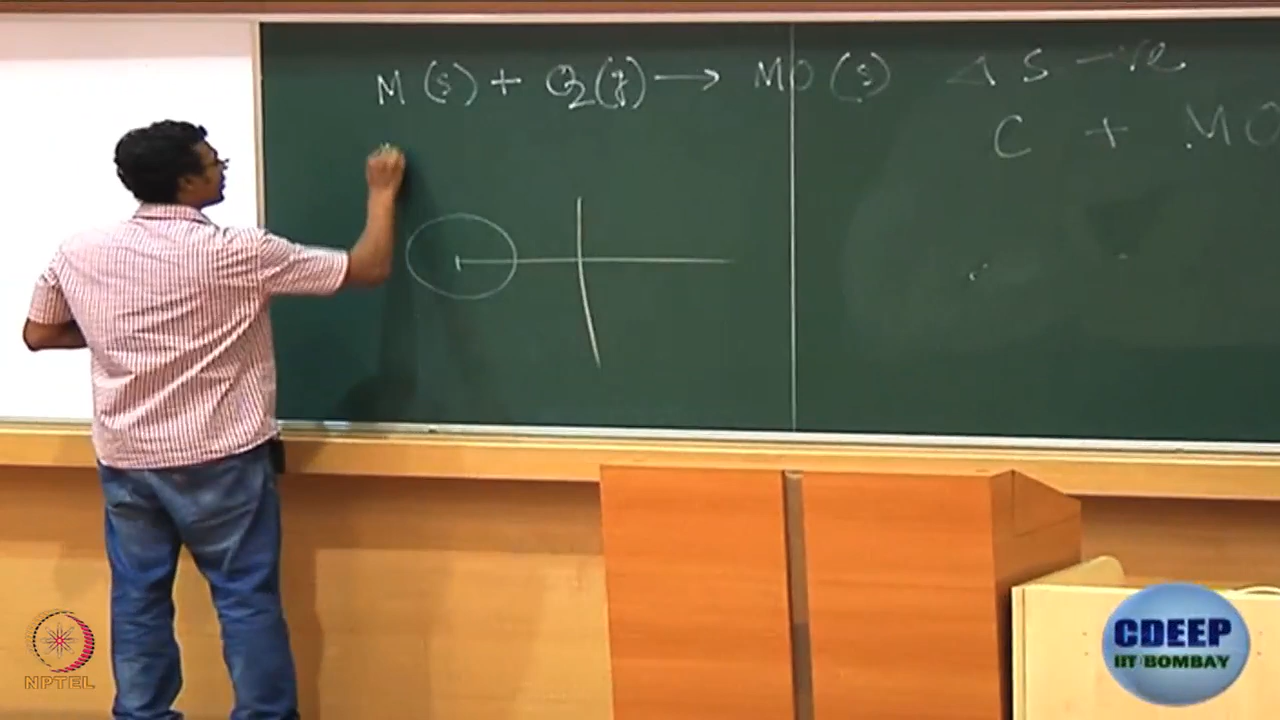 M (s) + O2(g) → MO (s) ΔS -ve
C + MO
NPTEL
CDEEP
IIT BOMBAY